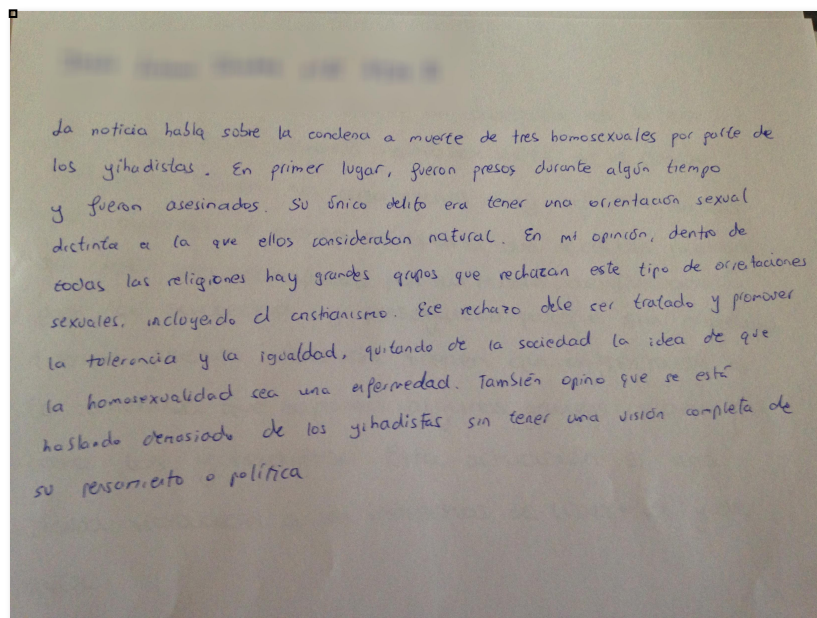 La noticia habla sobre la condena a muerte de tres homosexuales por parte de
los yihadistas. En primer lugar, fueron presos durante algún tiempo
y fueron asesinados. Su único delito era tener una orientación sexual
distinta a la que ellos consideraban natural. En mi opinión, dentro de
todas las religiones hay grandes grupos que rechazan este tipo de orientaciones
sexuales, incluyendo el cristianismo. Ese rechazo debe ser tratado y promover
la tolerancia y la igualdad, quitando de la sociedad la idea de que
la homosexualidad sea una enfermedad. También opino que se está
hablando demasiado de los yihadistas sin tener una visión completa de
su pensamiento o política